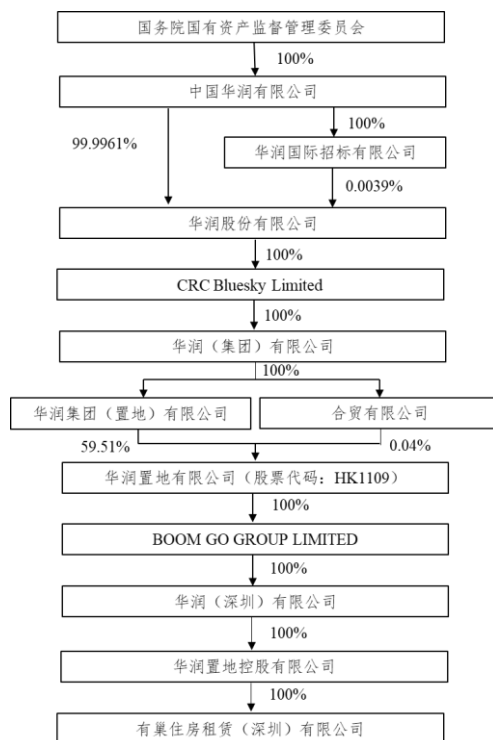 国务院国有资产监督管理委员会
100%
中国华润有限公司
99.9961%
100%
华润国际招标有限公司
0.0039%
华润股份有限公司
100%
CRC Bluesky Limited
100%
华润（集团）有限公司
100%
华润集团（置地）有限公司
合贸有限公司
59.51%
0.04%
华润置地有限公司（股票代码：HK1109）
100%
BOOM GO GROUP LIMITED
100%
华润（深圳）有限公司
100%
华润置地控股有限公司
100%
有巢住房租赁（深圳）有限公司